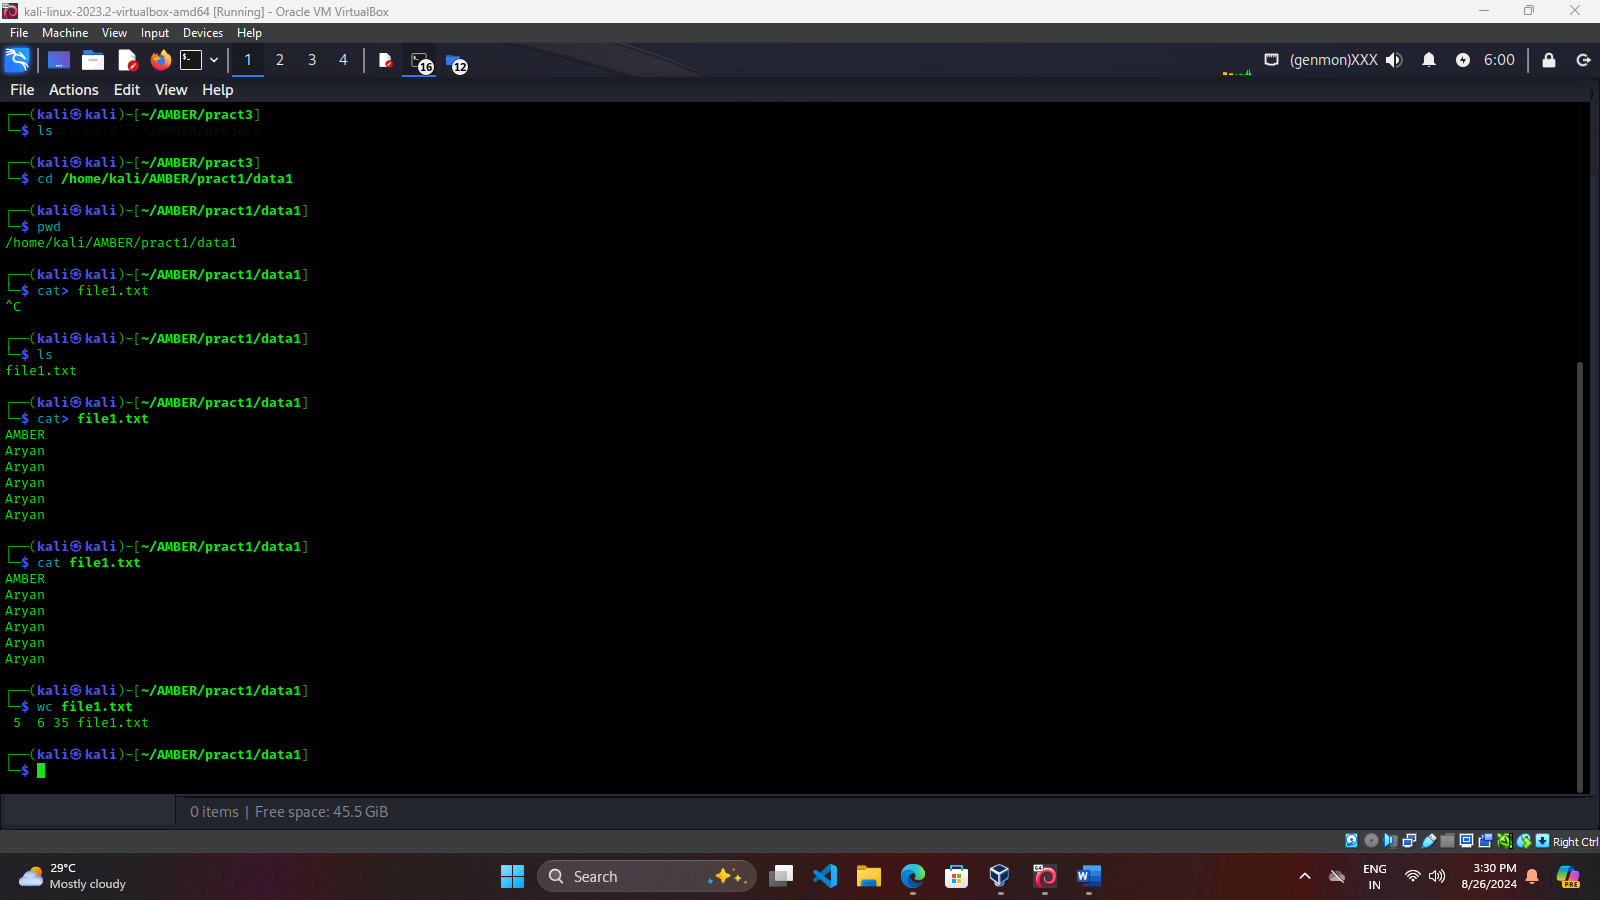 kali-linux-2023.2-virtualbox-amd64 [Running] - Oracle VM VirtualBox
File Machine View Input Devices Help
1 2 3 4 16 12 (genmon)XXX 6:00
File Actions Edit View Help
┌──(kali㉿kali)-[~/AMBER/pract3]
└─$ ls
┌──(kali㉿kali)-[~/AMBER/pract3]
└─$ cd /home/kali/AMBER/pract1/data1
┌──(kali㉿kali)-[~/AMBER/pract1/data1]
└─$ pwd
/home/kali/AMBER/pract1/data1
┌──(kali㉿kali)-[~/AMBER/pract1/data1]
└─$ cat> file1.txt
^C
┌──(kali㉿kali)-[~/AMBER/pract1/data1]
└─$ ls
file1.txt
┌──(kali㉿kali)-[~/AMBER/pract1/data1]
└─$ cat> file1.txt
AMBER
Aryan
Aryan
Aryan
Aryan
Aryan
┌──(kali㉿kali)-[~/AMBER/pract1/data1]
└─$ cat file1.txt
AMBER
Aryan
Aryan
Aryan
Aryan
Aryan
┌──(kali㉿kali)-[~/AMBER/pract1/data1]
└─$ wc file1.txt
5 6 35 file1.txt
┌──(kali㉿kali)-[~/AMBER/pract1/data1]
└─$
0 items | Free space: 45.5 GiB
Right Ctrl
29°C
Mostly cloudy
Search
ENG
IN
3:30 PM
8/26/2024
PRE